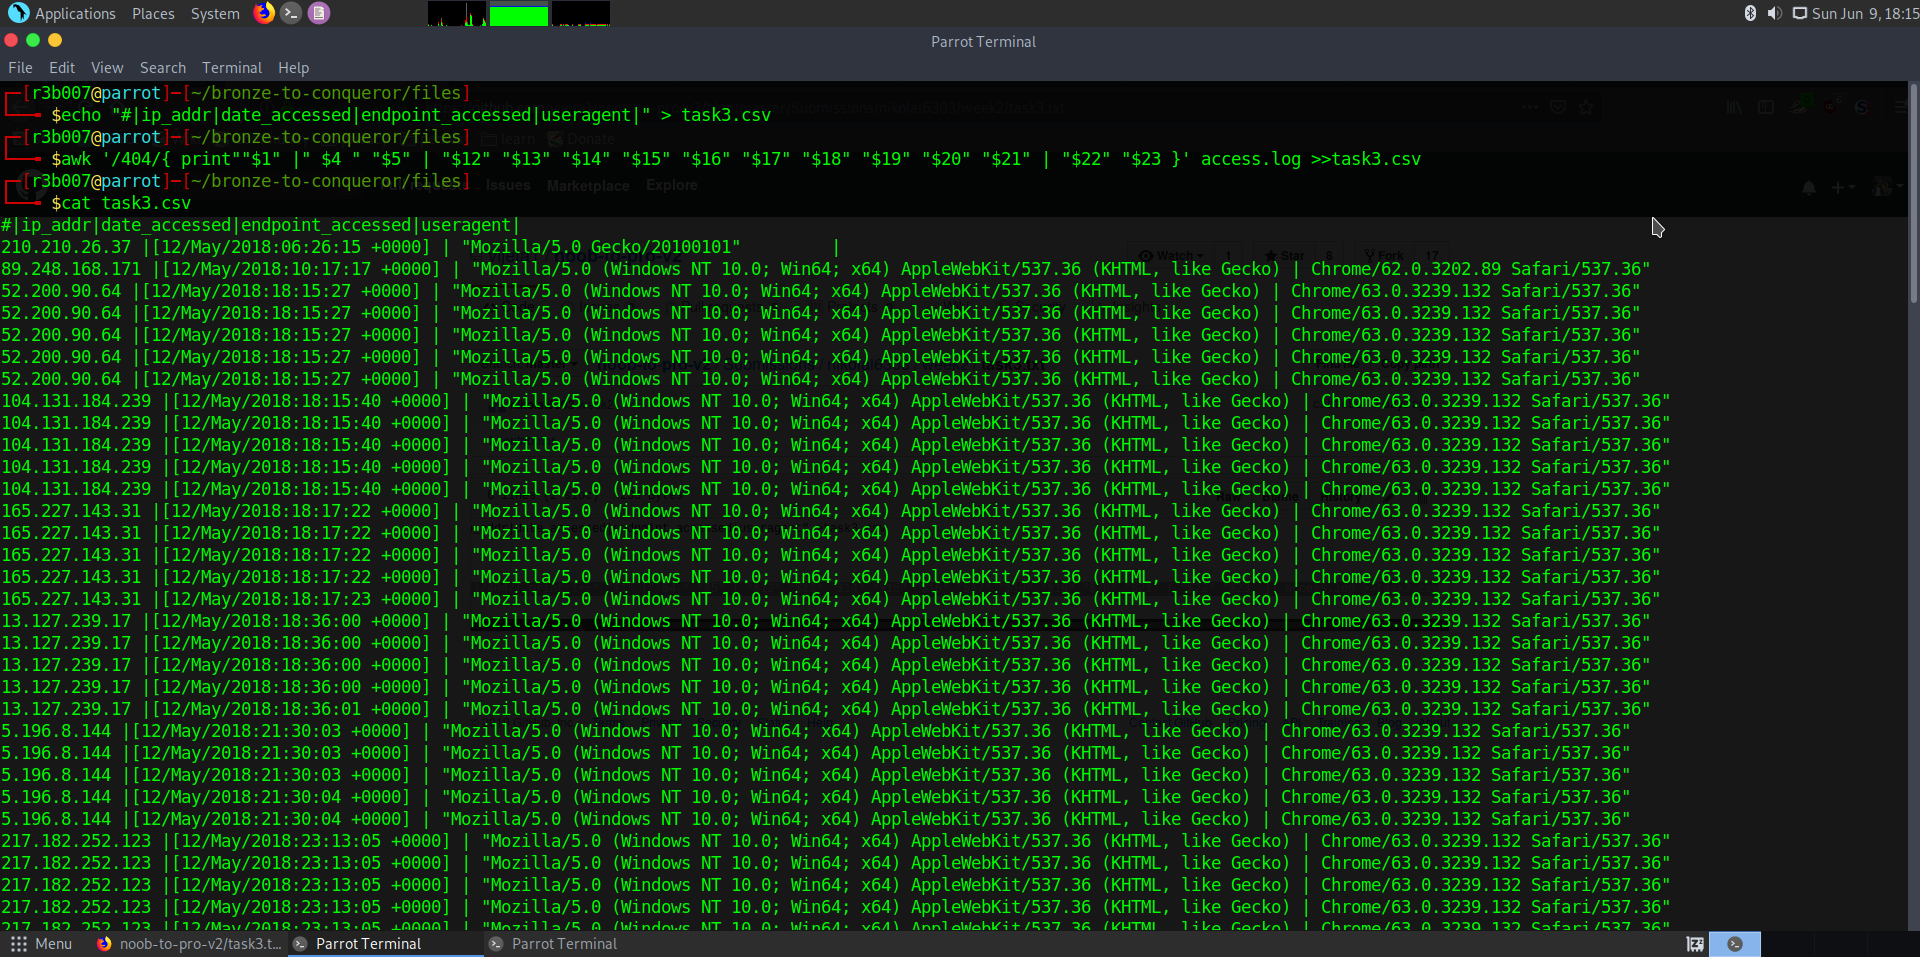 Applications Places System Sun Jun 9, 18:15
Parrot Terminal
File Edit View Search Terminal Help
[r3b007@parrot]-[~/bronze-to-conqueror/files]
$echo "#|ip_addr|date_accessed|endpoint_accessed|useragent|" > task3.csv
[r3b007@parrot]-[~/bronze-to-conqueror/files]
$awk '/404/{ print""$1" |" $4 " "$5" | "$12" "$13" "$14" "$15" "$16" "$17" "$18" "$19" "$20" "$21" | "$22" "$23 }' access.log >>task3.csv
[r3b007@parrot]-[~/bronze-to-conqueror/files]
Issues Marketplace Explore
$cat task3.csv
#|ip_addr|date_accessed|endpoint_accessed|useragent|
210.210.26.37 |[12/May/2018:06:26:15 +0000] | "Mozilla/5.0 Gecko/20100101" |
89.248.168.171 |[12/May/2018:10:17:17 +0000] | "Mozilla/5.0 (Windows NT 10.0; Win64; x64) AppleWebKit/537.36 (KHTML, like Gecko) | Chrome/62.0.3202.89 Safari/537.36"
52.200.90.64 |[12/May/2018:18:15:27 +0000] | "Mozilla/5.0 (Windows NT 10.0; Win64; x64) AppleWebKit/537.36 (KHTML, like Gecko) | Chrome/63.0.3239.132 Safari/537.36"
52.200.90.64 |[12/May/2018:18:15:27 +0000] | "Mozilla/5.0 (Windows NT 10.0; Win64; x64) AppleWebKit/537.36 (KHTML, like Gecko) | Chrome/63.0.3239.132 Safari/537.36"
52.200.90.64 |[12/May/2018:18:15:27 +0000] | "Mozilla/5.0 (Windows NT 10.0; Win64; x64) AppleWebKit/537.36 (KHTML, like Gecko) | Chrome/63.0.3239.132 Safari/537.36"
52.200.90.64 |[12/May/2018:18:15:27 +0000] | "Mozilla/5.0 (Windows NT 10.0; Win64; x64) AppleWebKit/537.36 (KHTML, like Gecko) | Chrome/63.0.3239.132 Safari/537.36"
52.200.90.64 |[12/May/2018:18:15:27 +0000] | "Mozilla/5.0 (Windows NT 10.0; Win64; x64) AppleWebKit/537.36 (KHTML, like Gecko) | Chrome/63.0.3239.132 Safari/537.36"
104.131.184.239 |[12/May/2018:18:15:40 +0000] | "Mozilla/5.0 (Windows NT 10.0; Win64; x64) AppleWebKit/537.36 (KHTML, like Gecko) | Chrome/63.0.3239.132 Safari/537.36"
104.131.184.239 |[12/May/2018:18:15:40 +0000] | "Mozilla/5.0 (Windows NT 10.0; Win64; x64) AppleWebKit/537.36 (KHTML, like Gecko) | Chrome/63.0.3239.132 Safari/537.36"
104.131.184.239 |[12/May/2018:18:15:40 +0000] | "Mozilla/5.0 (Windows NT 10.0; Win64; x64) AppleWebKit/537.36 (KHTML, like Gecko) | Chrome/63.0.3239.132 Safari/537.36"
104.131.184.239 |[12/May/2018:18:15:40 +0000] | "Mozilla/5.0 (Windows NT 10.0; Win64; x64) AppleWebKit/537.36 (KHTML, like Gecko) | Chrome/63.0.3239.132 Safari/537.36"
104.131.184.239 |[12/May/2018:18:15:40 +0000] | "Mozilla/5.0 (Windows NT 10.0; Win64; x64) AppleWebKit/537.36 (KHTML, like Gecko) | Chrome/63.0.3239.132 Safari/537.36"
165.227.143.31 |[12/May/2018:18:17:22 +0000] | "Mozilla/5.0 (Windows NT 10.0; Win64; x64) AppleWebKit/537.36 (KHTML, like Gecko) | Chrome/63.0.3239.132 Safari/537.36"
165.227.143.31 |[12/May/2018:18:17:22 +0000] | "Mozilla/5.0 (Windows NT 10.0; Win64; x64) AppleWebKit/537.36 (KHTML, like Gecko) | Chrome/63.0.3239.132 Safari/537.36"
165.227.143.31 |[12/May/2018:18:17:22 +0000] | "Mozilla/5.0 (Windows NT 10.0; Win64; x64) AppleWebKit/537.36 (KHTML, like Gecko) | Chrome/63.0.3239.132 Safari/537.36"
165.227.143.31 |[12/May/2018:18:17:22 +0000] | "Mozilla/5.0 (Windows NT 10.0; Win64; x64) AppleWebKit/537.36 (KHTML, like Gecko) | Chrome/63.0.3239.132 Safari/537.36"
165.227.143.31 |[12/May/2018:18:17:23 +0000] | "Mozilla/5.0 (Windows NT 10.0; Win64; x64) AppleWebKit/537.36 (KHTML, like Gecko) | Chrome/63.0.3239.132 Safari/537.36"
13.127.239.17 |[12/May/2018:18:36:00 +0000] | "Mozilla/5.0 (Windows NT 10.0; Win64; x64) AppleWebKit/537.36 (KHTML, like Gecko) | Chrome/63.0.3239.132 Safari/537.36"
13.127.239.17 |[12/May/2018:18:36:00 +0000] | "Mozilla/5.0 (Windows NT 10.0; Win64; x64) AppleWebKit/537.36 (KHTML, like Gecko) | Chrome/63.0.3239.132 Safari/537.36"
13.127.239.17 |[12/May/2018:18:36:00 +0000] | "Mozilla/5.0 (Windows NT 10.0; Win64; x64) AppleWebKit/537.36 (KHTML, like Gecko) | Chrome/63.0.3239.132 Safari/537.36"
13.127.239.17 |[12/May/2018:18:36:00 +0000] | "Mozilla/5.0 (Windows NT 10.0; Win64; x64) AppleWebKit/537.36 (KHTML, like Gecko) | Chrome/63.0.3239.132 Safari/537.36"
13.127.239.17 |[12/May/2018:18:36:01 +0000] | "Mozilla/5.0 (Windows NT 10.0; Win64; x64) AppleWebKit/537.36 (KHTML, like Gecko) | Chrome/63.0.3239.132 Safari/537.36"
5.196.8.144 |[12/May/2018:21:30:03 +0000] | "Mozilla/5.0 (Windows NT 10.0; Win64; x64) AppleWebKit/537.36 (KHTML, like Gecko) | Chrome/63.0.3239.132 Safari/537.36"
5.196.8.144 |[12/May/2018:21:30:03 +0000] | "Mozilla/5.0 (Windows NT 10.0; Win64; x64) AppleWebKit/537.36 (KHTML, like Gecko) | Chrome/63.0.3239.132 Safari/537.36"
5.196.8.144 |[12/May/2018:21:30:03 +0000] | "Mozilla/5.0 (Windows NT 10.0; Win64; x64) AppleWebKit/537.36 (KHTML, like Gecko) | Chrome/63.0.3239.132 Safari/537.36"
5.196.8.144 |[12/May/2018:21:30:04 +0000] | "Mozilla/5.0 (Windows NT 10.0; Win64; x64) AppleWebKit/537.36 (KHTML, like Gecko) | Chrome/63.0.3239.132 Safari/537.36"
5.196.8.144 |[12/May/2018:21:30:04 +0000] | "Mozilla/5.0 (Windows NT 10.0; Win64; x64) AppleWebKit/537.36 (KHTML, like Gecko) | Chrome/63.0.3239.132 Safari/537.36"
217.182.252.123 |[12/May/2018:23:13:05 +0000] | "Mozilla/5.0 (Windows NT 10.0; Win64; x64) AppleWebKit/537.36 (KHTML, like Gecko) | Chrome/63.0.3239.132 Safari/537.36"
217.182.252.123 |[12/May/2018:23:13:05 +0000] | "Mozilla/5.0 (Windows NT 10.0; Win64; x64) AppleWebKit/537.36 (KHTML, like Gecko) | Chrome/63.0.3239.132 Safari/537.36"
217.182.252.123 |[12/May/2018:23:13:05 +0000] | "Mozilla/5.0 (Windows NT 10.0; Win64; x64) AppleWebKit/537.36 (KHTML, like Gecko) | Chrome/63.0.3239.132 Safari/537.36"
217.182.252.123 |[12/May/2018:23:13:05 +0000] | "Mozilla/5.0 (Windows NT 10.0; Win64; x64) AppleWebKit/537.36 (KHTML, like Gecko) | Chrome/63.0.3239.132 Safari/537.36"
217.182.252.123 |[12/May/2018:23:13:05 +0000] | "Mozilla/5.0 (Windows NT 10.0; Win64; x64) AppleWebKit/537.36 (KHTML, like Gecko) | Chrome/63.0.3239.132 Safari/537.36"
Menu noob-to-pro-v2/task3.t... Parrot Terminal Parrot Terminal